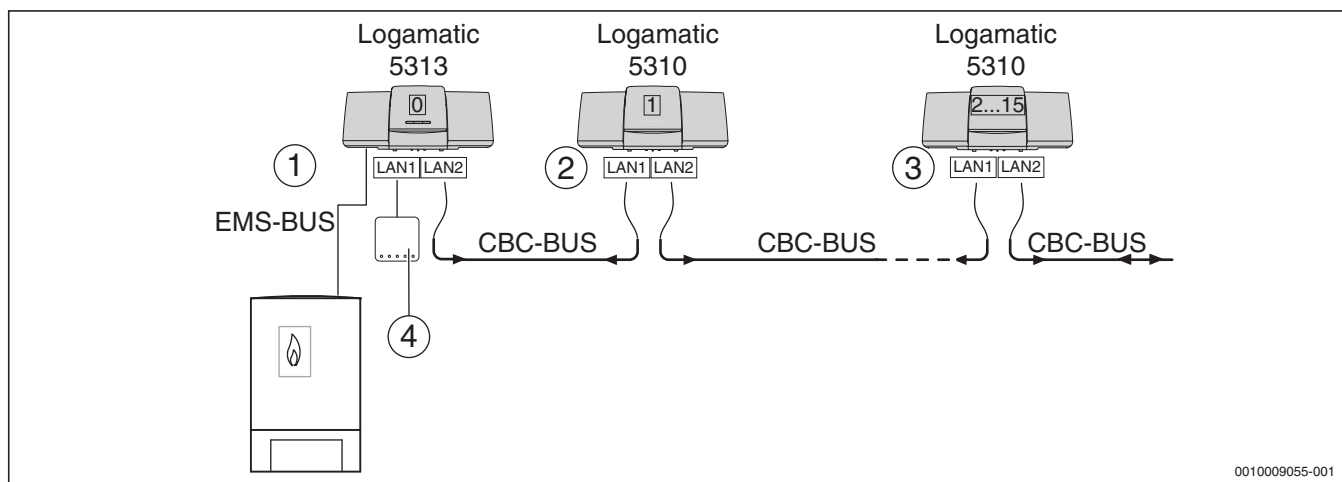 Logamatic
5313
Logamatic
5310
Logamatic
5310
0
1
2...15
1
LAN1 LAN2
2
LAN1 LAN2
3
LAN1 LAN2
EMS-BUS
CBC-BUS
CBC-BUS
CBC-BUS
4
0010009055-001